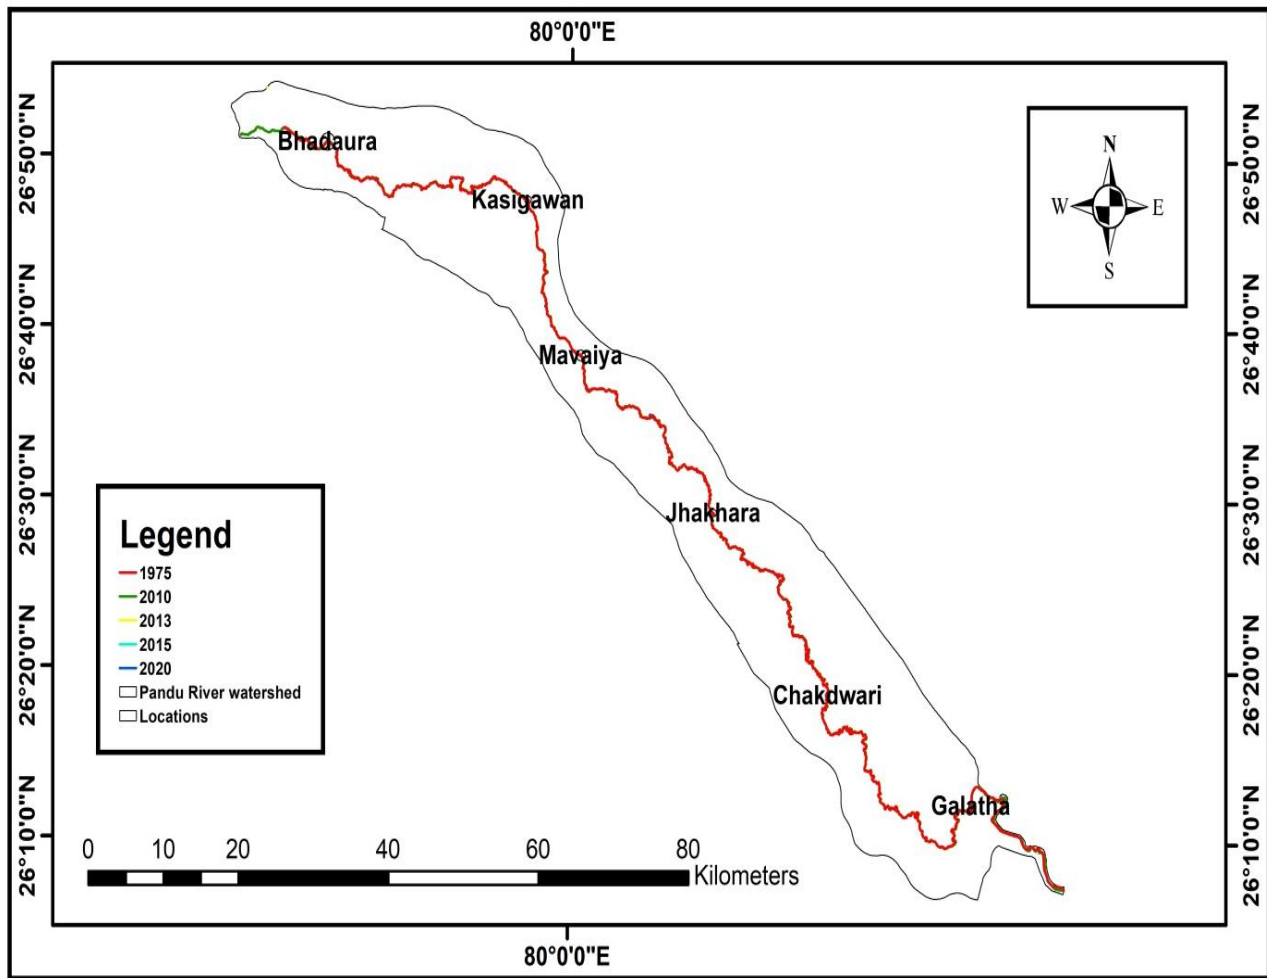 80°0'0"E
26°50'0"N
26°40'0"N
26°30'0"N
26°20'0"N
26°10'0"N
Bhadaura
Kasigawan
Mavaiya
Jhakhara
Chakdwari
Galatha
N
W E
S
26°50'0"N
26°40'0"N
26°30'0"N
26°20'0"N
26°10'0"N
Legend
1975
2010
2013
2015
2020
Pandu River watershed
Locations
0 10 20 40 60 80
Kilometers
80°0'0"E